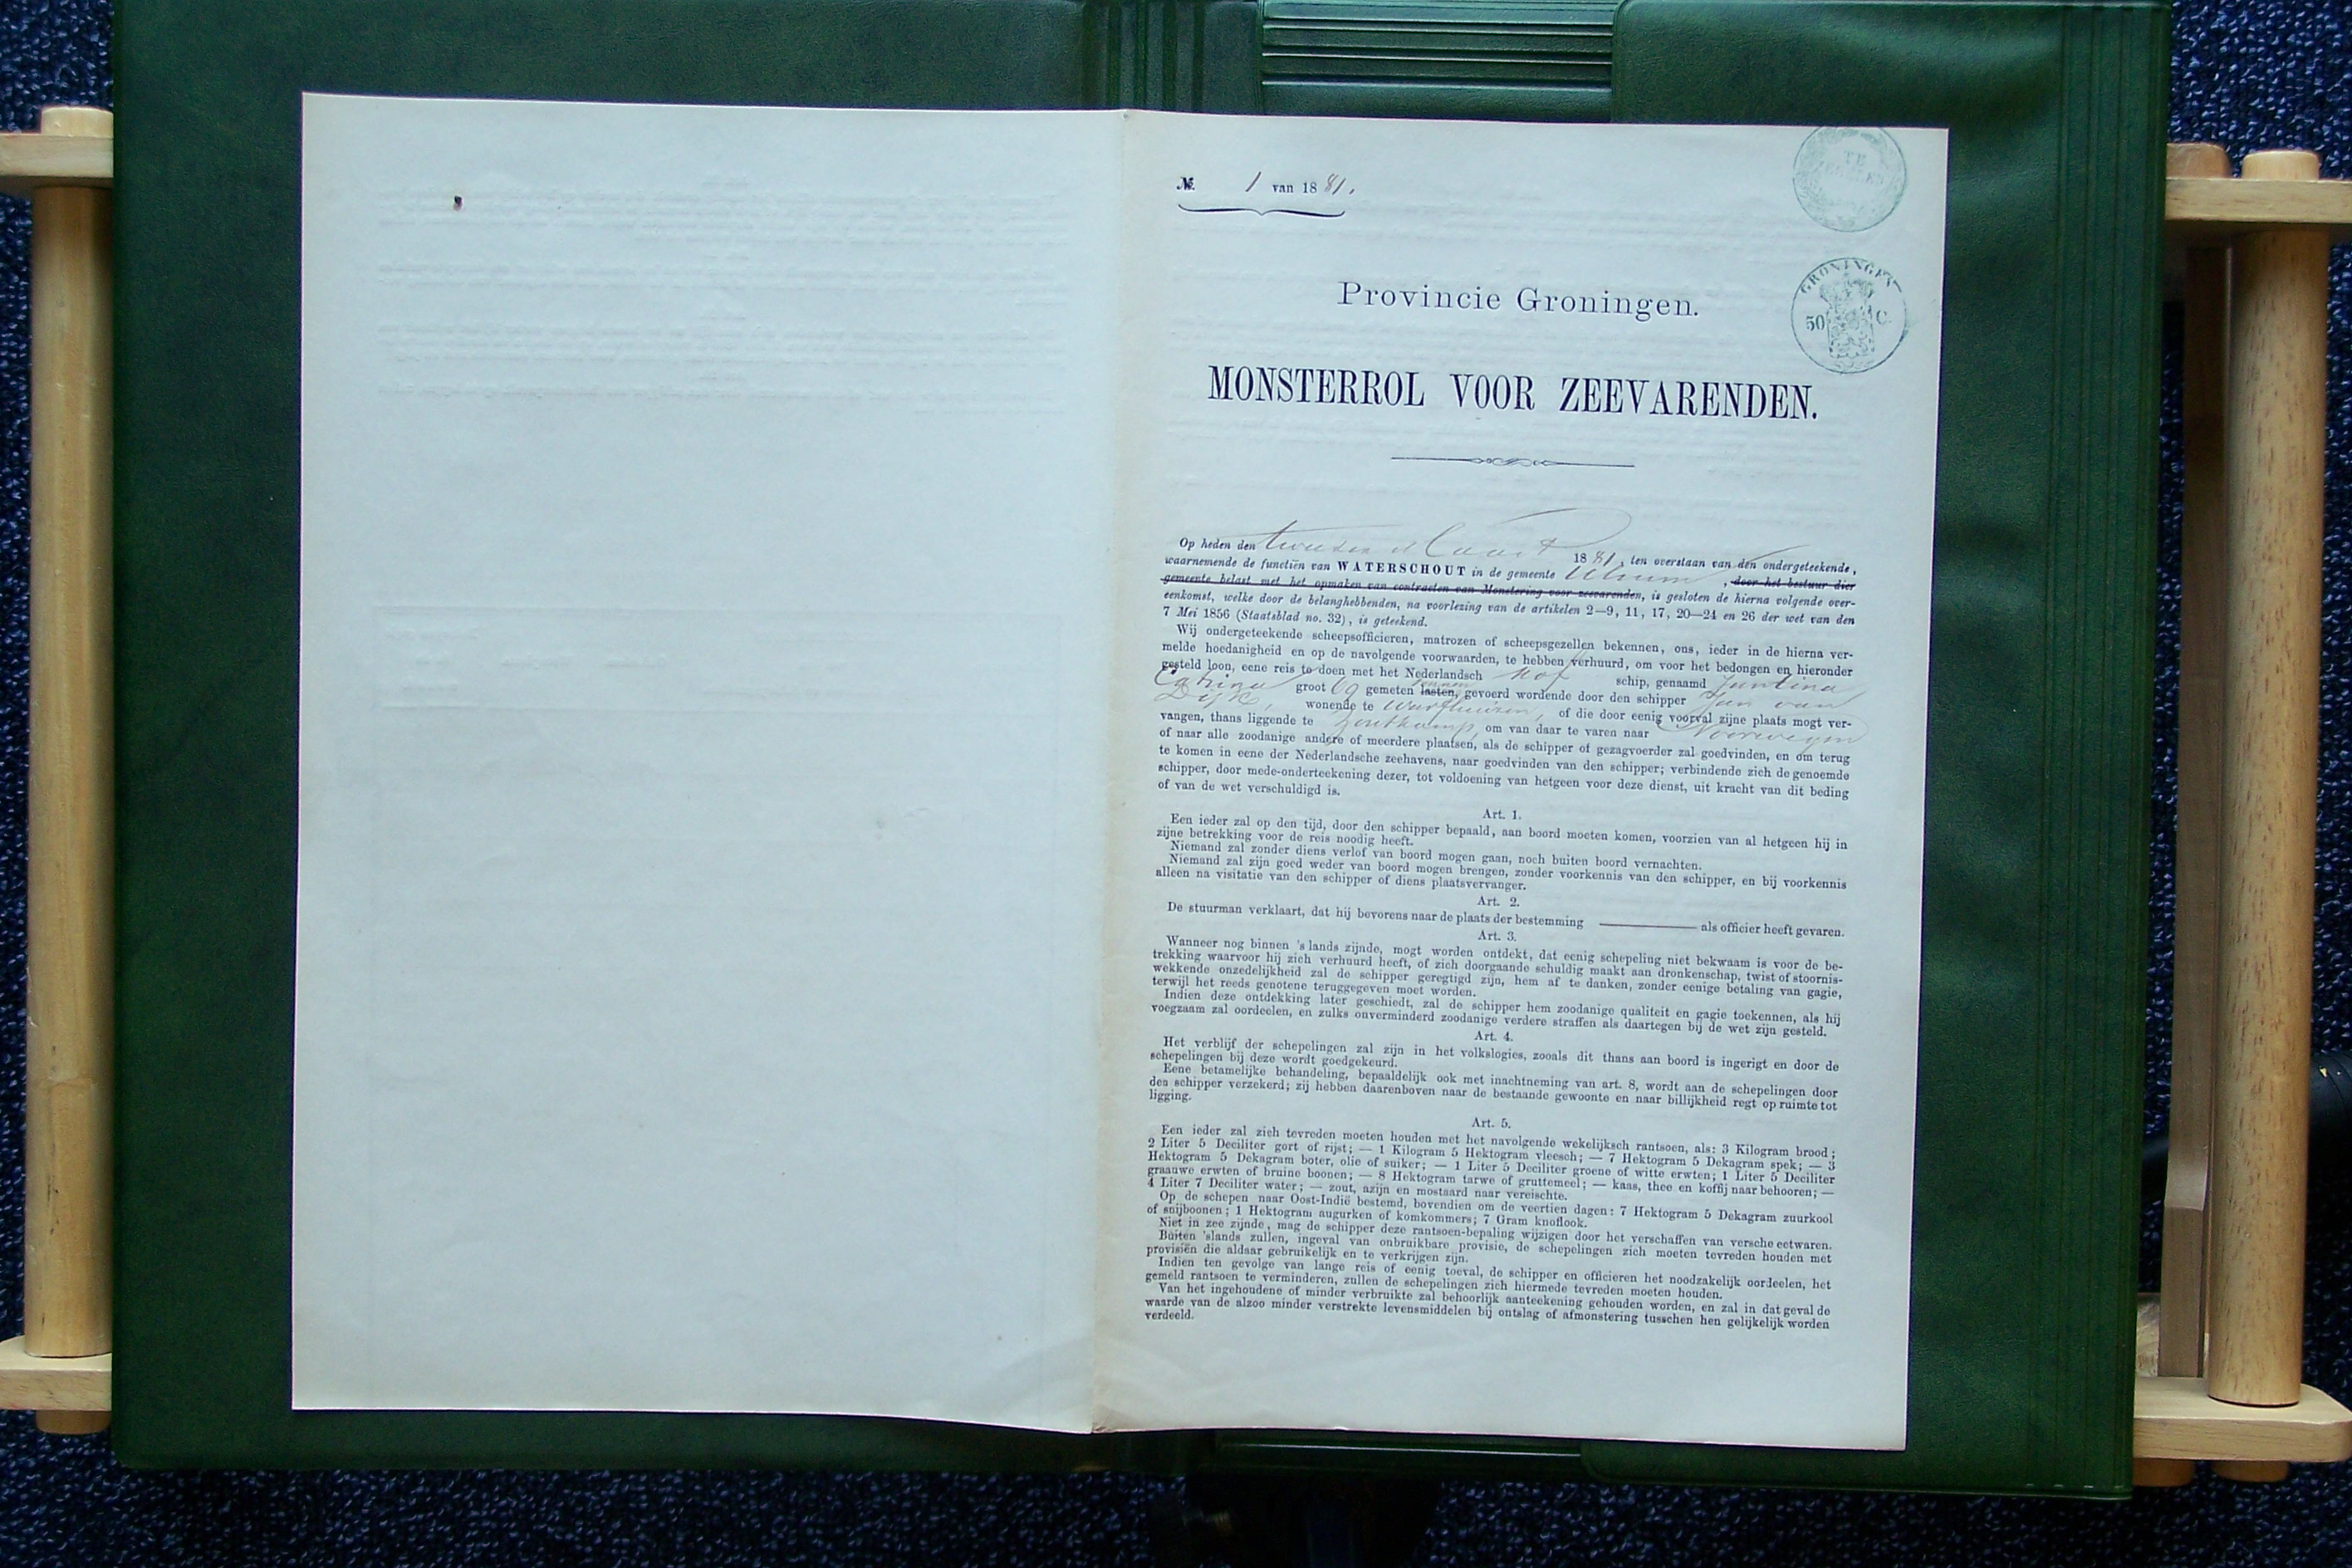 №. 1 van 1881.
TE
GRONINGEN
50 C.
Provincie Groningen.
MONSTERROL VOOR ZEEVARENDEN.
Op heden den tweeden Maart 1881, ten overstaan van den ondergeteekende,
waarnemende de functiën van WATERSCHOUT in de gemeente Ulrum, door het bestuur dier
gemeente belast met het opmaken van contracten van Monstering voor zeevarenden, is gesloten de hierna volgende over-
eenkomst, welke door de belanghebbenden, na voorlezing van de artikelen 2—9, 11, 17, 20—24 en 26 der wet van den
7 Mei 1856 (Staatsblad no. 32), is geteekend.
Wij ondergeteekende scheepsofficieren, matrozen of scheepsgezellen bekennen, ons, ieder in de hierna ver-
melde hoedanigheid en op de navolgende voorwaarden, te hebben verhuurd, om voor het bedongen en hieronder
gesteld loon, eene reis te doen met het Nederlandsch kof schip, genaamd Jantina
Catrina groot 69 gemeten lasten, tonnen gevoerd wordende door den schipper Jan van
Dijk, wonende te Warfhuizen, of die door eenig voorval zijne plaats mogt ver-
vangen, thans liggende te Zoutkamp, om van daar te varen naar Noorwegen
of naar alle zoodanige andere of meerdere plaatsen, als de schipper of gezagvoerder zal goedvinden, en om terug
te komen in eene der Nederlandsche zeehavens, naar goedvinden van den schipper; verbindende zich de genoemde
schipper, door mede-onderteekening dezer, tot voldoening van hetgeen voor deze dienst, uit kracht van dit beding
of van de wet verschuldigd is.
Art. 1.
Een ieder zal op den tijd, door den schipper bepaald, aan boord moeten komen, voorzien van al hetgeen hij in
zijne betrekking voor de reis noodig heeft.
Niemand zal zonder diens verlof van boord mogen gaan, noch buiten boord vernachten.
Niemand zal zijn goed weder van boord mogen brengen, zonder voorkennis van den schipper, en bij voorkennis
alleen na visitatie van den schipper of diens plaatsvervanger.
Art. 2.
De stuurman verklaart, dat hij bevorens naar de plaats der bestemming ——— als officier heeft gevaren.
Art. 3.
Wanneer nog binnen 's lands zijnde, mogt worden ontdekt, dat eenig schepeling niet bekwaam is voor de be-
trekking waarvoor hij zich verhuurd heeft, of zich doorgaande schuldig maakt aan dronkenschap, twist of stoornis-
wekkende onzedelijkheid zal de schipper geregtigd zijn, hem af te danken, zonder eenige betaling van gagie,
terwijl het reeds genotene teruggegeven moet worden.
Indien deze ontdekking later geschiedt, zal de schipper hem zoodanige qualiteit en gagie toekennen, als hij
voegzaam zal oordeelen, en zulks onverminderd zoodanige verdere straffen als daartegen bij de wet zijn gesteld.
Art. 4.
Het verblijf der schepelingen zal zijn in het volkslogies, zooals dit thans aan boord is ingerigt en door de
schepelingen bij deze wordt goedgekeurd.
Eene betamelijke behandeling, bepaaldelijk ook met inachtneming van art. 8, wordt aan de schepelingen door
den schipper verzekerd; zij hebben daarenboven naar de bestaande gewoonte en naar billijkheid regt op ruimte tot
ligging.
Art. 5.
Een ieder zal zich tevreden moeten houden met het navolgende wekelijksch rantsoen, als: 3 Kilogram brood;
2 Liter 5 Deciliter gort of rijst; — 1 Kilogram 5 Hektogram vleesch; — 7 Hektogram 5 Dekagram spek; — 3
Hektogram 5 Dekagram boter, olie of suiker; — 1 Liter 5 Deciliter groene of witte erwten; 1 Liter 5 Deciliter
graauwe erwten of bruine boonen; — 8 Hektogram tarwe of gruttemeel; — kaas, thee en koffij naar behooren; —
4 Liter 7 Deciliter water; — zout, azijn en mostaard naar vereischte.
Op de schepen naar Oost-Indië bestemd, bovendien om de veertien dagen: 7 Hektogram 5 Dekagram zuurkool
of snijboonen; 1 Hektogram augurken of komkommers; 7 Gram knoflook.
Niet in zee zijnde, mag de schipper deze rantsoen-bepaling wijzigen door het verschaffen van versche eetwaren.
Buiten 'slands zullen, ingeval van onbruikbare provisie, de schepelingen zich moeten tevreden houden met
provisiën die aldaar gebruikelijk en te verkrijgen zijn.
Indien ten gevolge van lange reis of eenig toeval, de schipper en officieren het noodzakelijk oordeelen, het
gemeld rantsoen te verminderen, zullen de schepelingen zich hiermede tevreden moeten houden.
Van het ingehoudene of minder verbruikte zal behoorlijk aanteekening gehouden worden, en zal in dat geval de
waarde van de alzoo minder verstrekte levensmiddelen bij ontslag of afmonstering tusschen hen gelijkelijk worden
verdeeld.